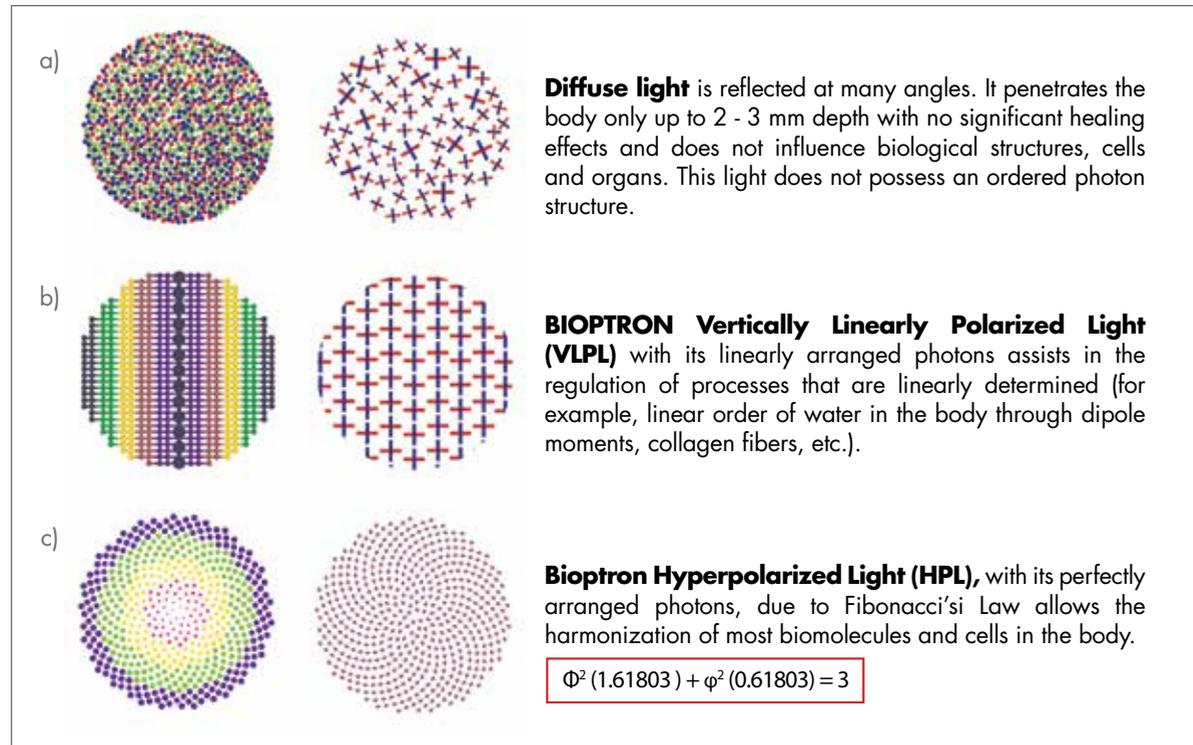 a)
Diffuse light is reflected at many angles. It penetrates the
body only up to 2 - 3 mm depth with no significant healing
effects and does not influence biological structures, cells
and organs. This light does not possess an ordered photon
structure.
b)
BIOPTRON Vertically Linearly Polarized Light
(VLPL) with its linearly arranged photons assists in the
regulation of processes that are linearly determined (for
example, linear order of water in the body through dipole
moments, collagen fibers, etc.).
c)
Bioptron Hyperpolarized Light (HPL), with its perfectly
arranged photons, due to Fibonacci'si Law allows the
harmonization of most biomolecules and cells in the body.
Φ² (1.61803 ) + φ² (0.61803) = 3